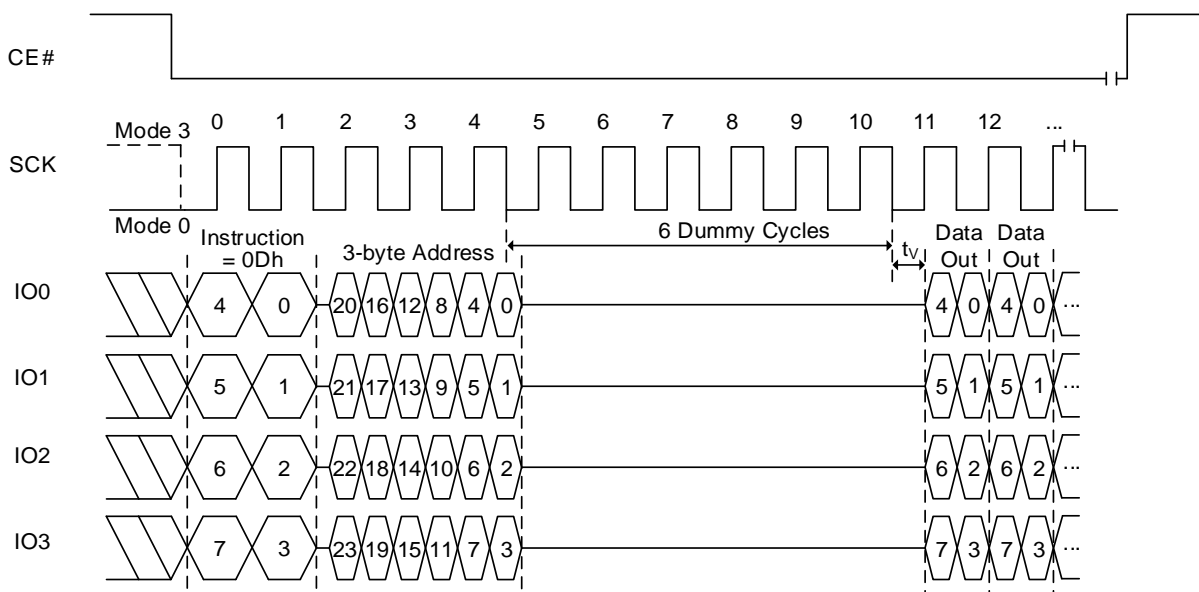 CE#
0 1 2 3 4 5 6 7 8 9 10 11 12 ...
Mode 3
SCK
Mode 0
Instruction
= 0Dh
3-byte Address
6 Dummy Cycles
tV
Data
Out
Data
Out
IO0 4 0 20 16 12 8 4 0 4 0 4 0 ...
IO1 5 1 21 17 13 9 5 1 5 1 5 1 ...
IO2 6 2 22 18 14 10 6 2 6 2 6 2 ...
IO3 7 3 23 19 15 11 7 3 7 3 7 3 ...